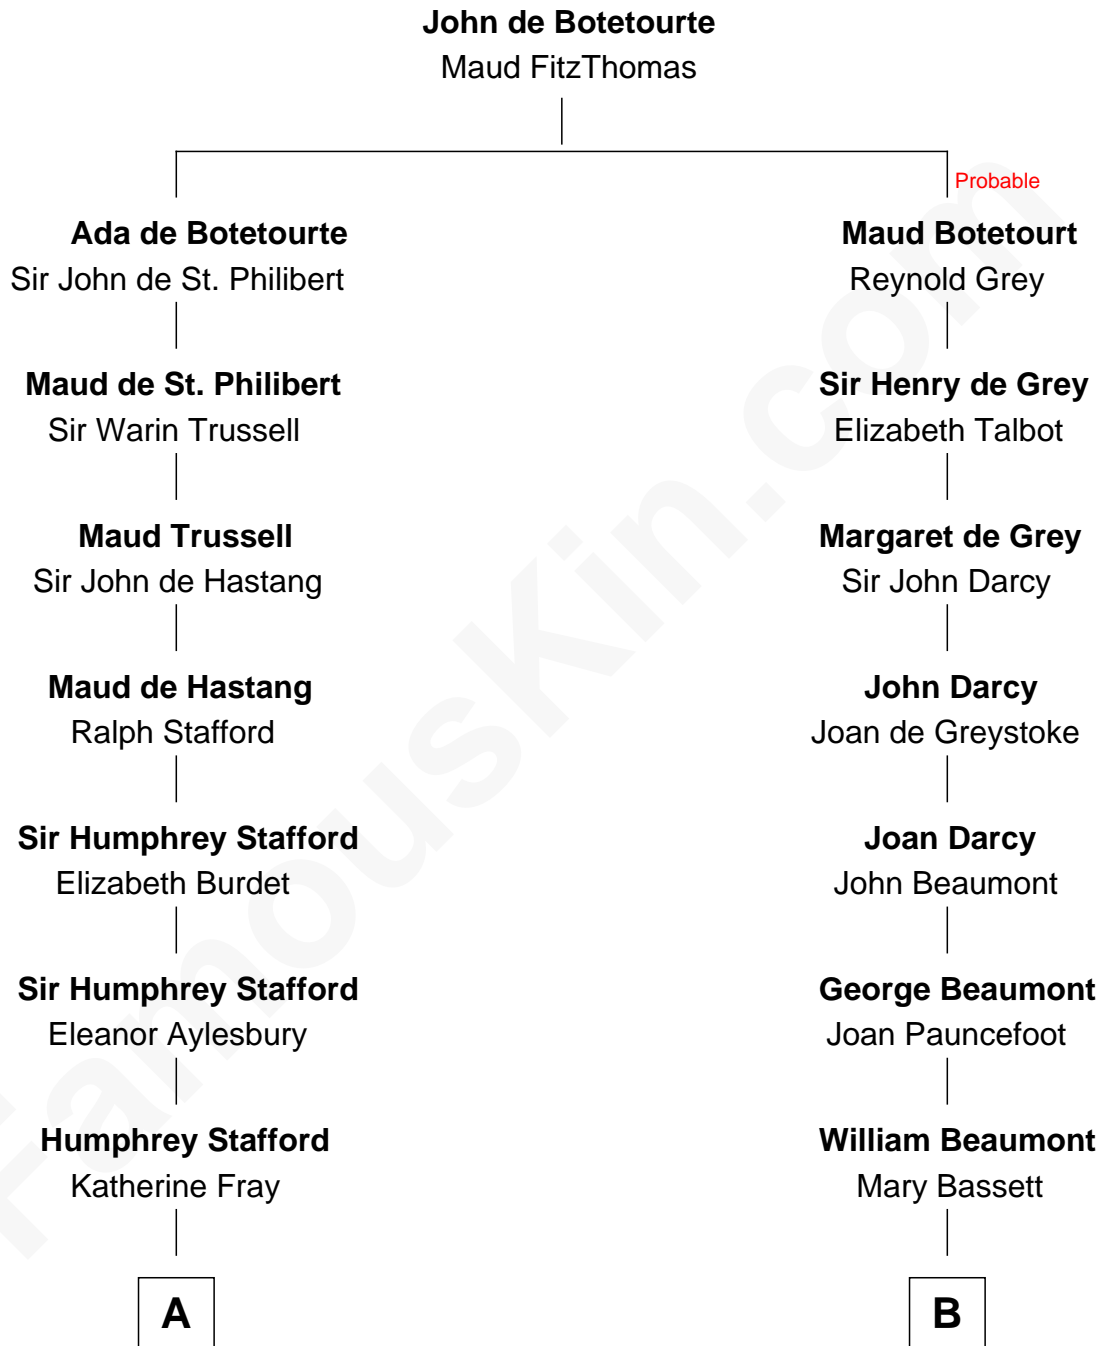 John de Botetourte
Maud FitzThomas
Probable
Ada de Botetourte
Sir John de St. Philibert
Maud Botetourt
Reynold Grey
Maud de St. Philibert
Sir Warin Trussell
Sir Henry de Grey
Elizabeth Talbot
Maud Trussell
Sir John de Hastang
Margaret de Grey
Sir John Darcy
Maud de Hastang
Ralph Stafford
John Darcy
Joan de Greystoke
Sir Humphrey Stafford
Elizabeth Burdet
Joan Darcy
John Beaumont
Sir Humphrey Stafford
Eleanor Aylesbury
George Beaumont
Joan Pauncefoot
Humphrey Stafford
Katherine Fray
William Beaumont
Mary Bassett
A
B
FamousKin.com